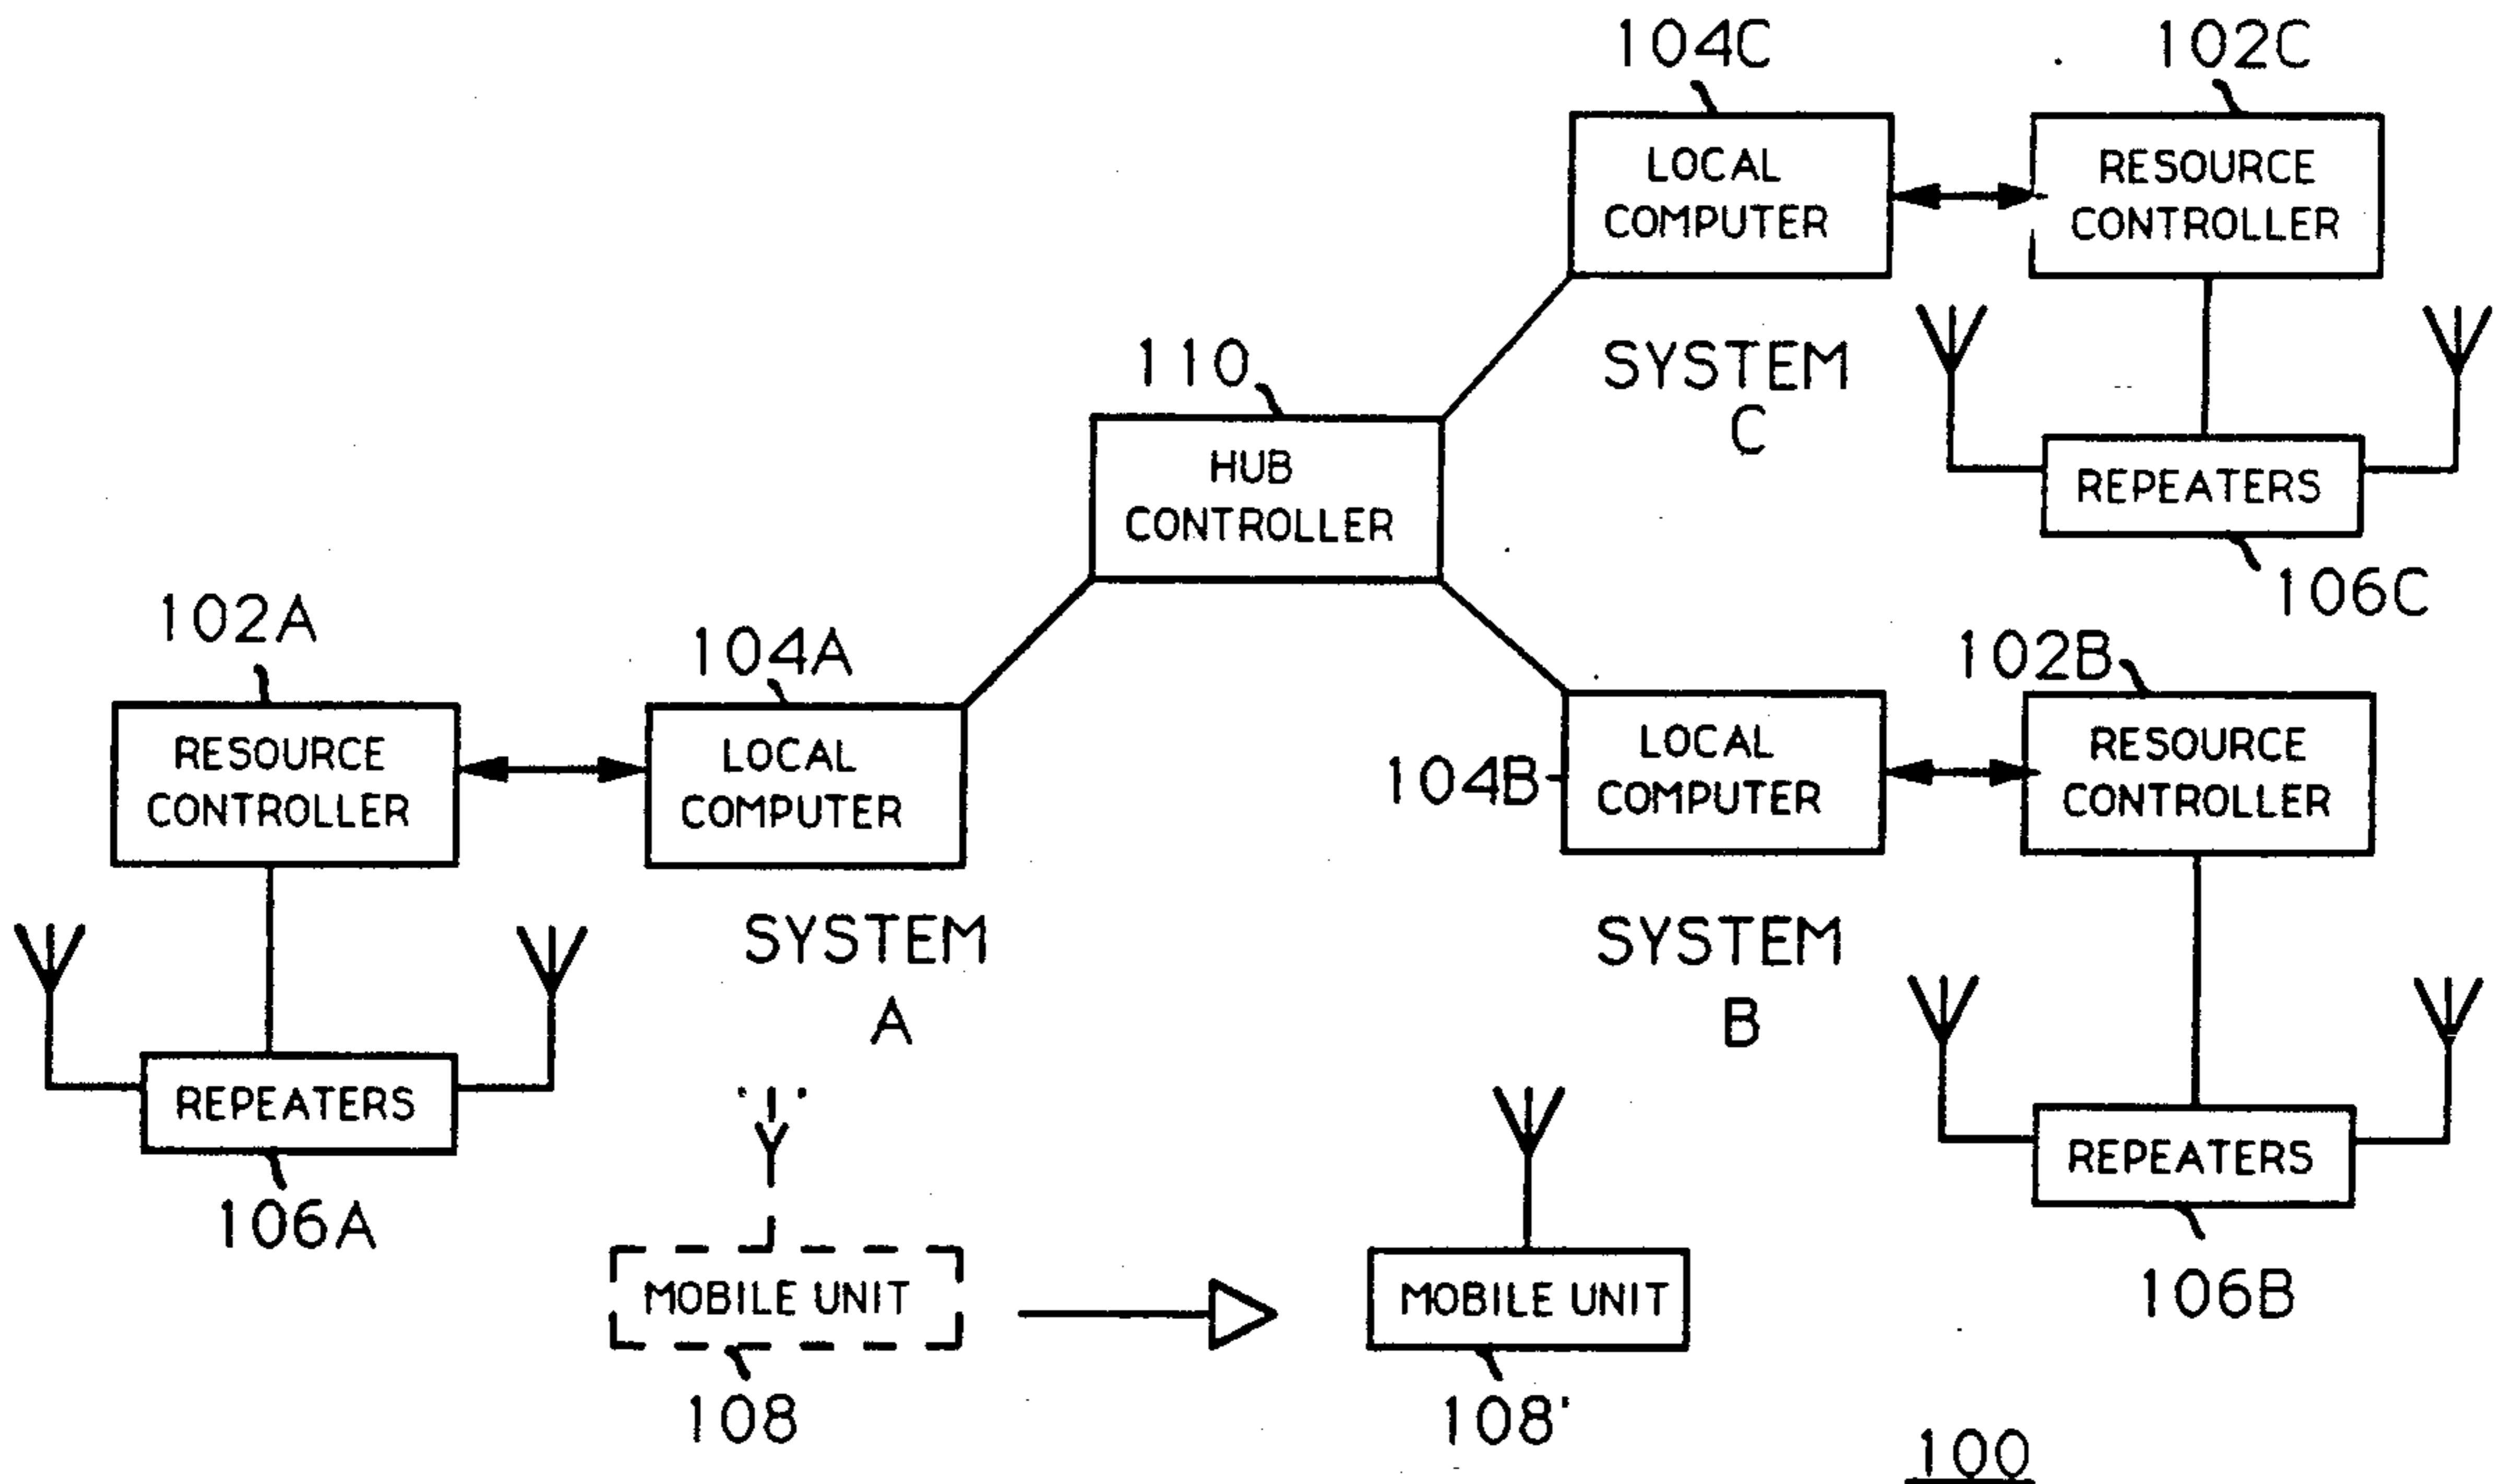 104C
102C
LOCAL
COMPUTER
RESOURCE
CONTROLLER
SYSTEM
C
REPEATERS
106C
110
HUB
CONTROLLER
102A
104A
RESOURCE
CONTROLLER
LOCAL
COMPUTER
SYSTEM
A
REPEATERS
106A
102B
104B
LOCAL
COMPUTER
RESOURCE
CONTROLLER
SYSTEM
B
REPEATERS
106B
MOBILE UNIT
108
MOBILE UNIT
108'
100